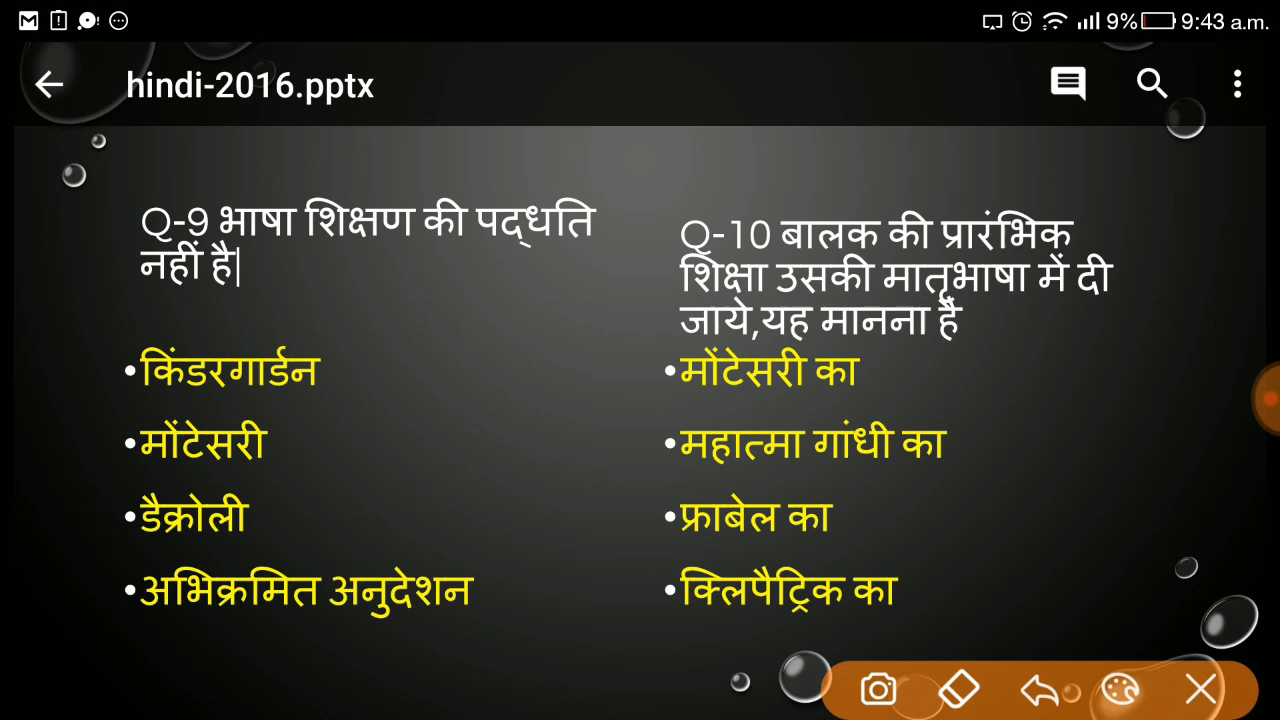 9% 9:43 a.m.
hindi-2016.pptx
Q-9 भाषा शिक्षण की पद्धति
नहीं है|
•किंडरगार्डन
•मोंटेसरी
•डैक्रोली
•अभिक्रमित अनुदेशन
Q-10 बालक की प्रारंभिक
शिक्षा उसकी मातृभाषा में दी
जाये,यह मानना है
•मोंटेसरी का
•महात्मा गांधी का
•फ्राबेल का
•क्लिपैट्रिक का